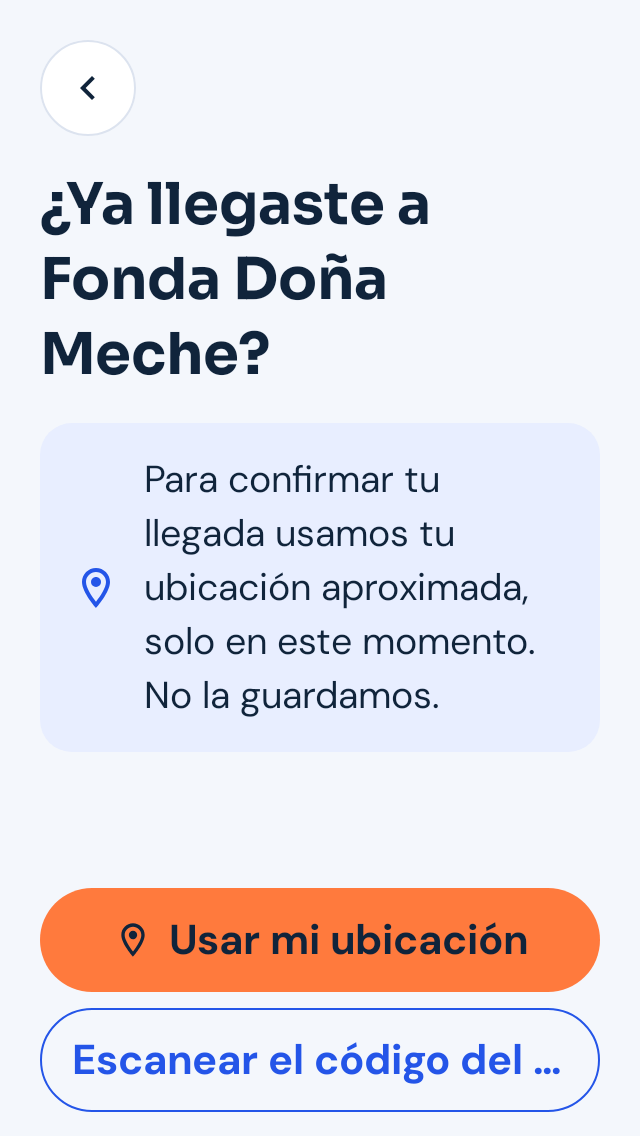 ¿Ya llegaste a
Fonda Doña
Meche?
Para confirmar tu
llegada usamos tu
ubicación aproximada,
solo en este momento.
No la guardamos.
Usar mi ubicación
Escanear el código del ...